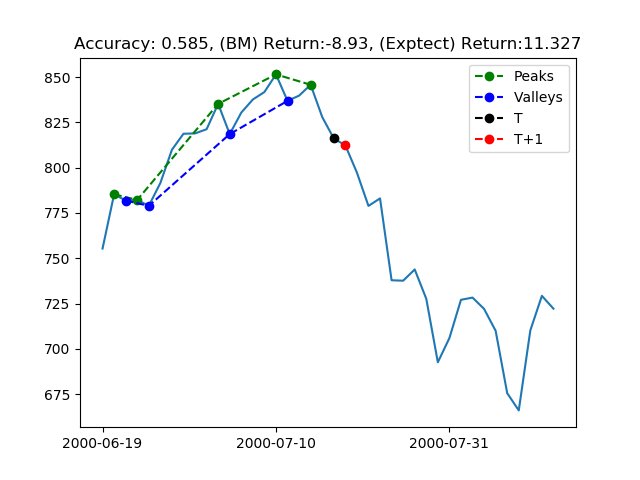 Accuracy: 0.585, (BM) Return:-8.93, (Exptect) Return:11.327
850
825
800
775
750
725
700
675
2000-06-19
2000-07-10
2000-07-31
Peaks
Valleys
T
T+1